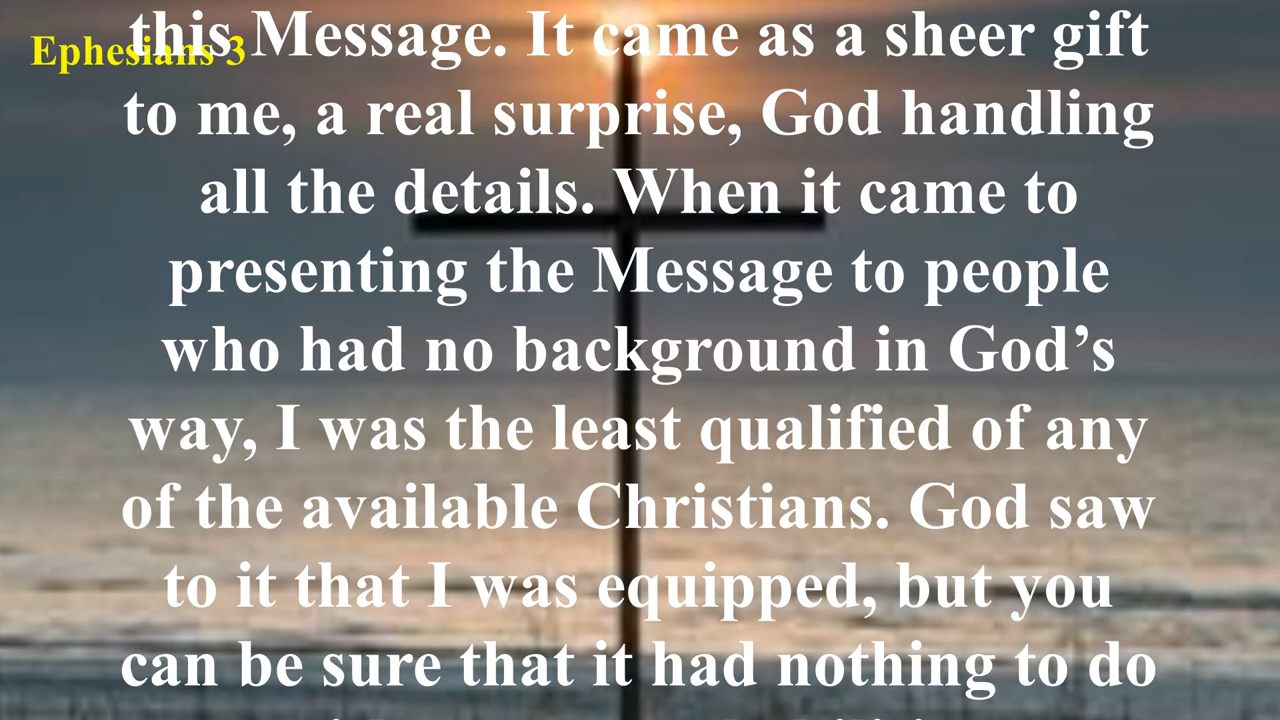 Ephesians 3
this Message. It came as a sheer gift
to me, a real surprise, God handling
all the details. When it came to
presenting the Message to people
who had no background in God’s
way, I was the least qualified of any
of the available Christians. God saw
to it that I was equipped, but you
can be sure that it had nothing to do